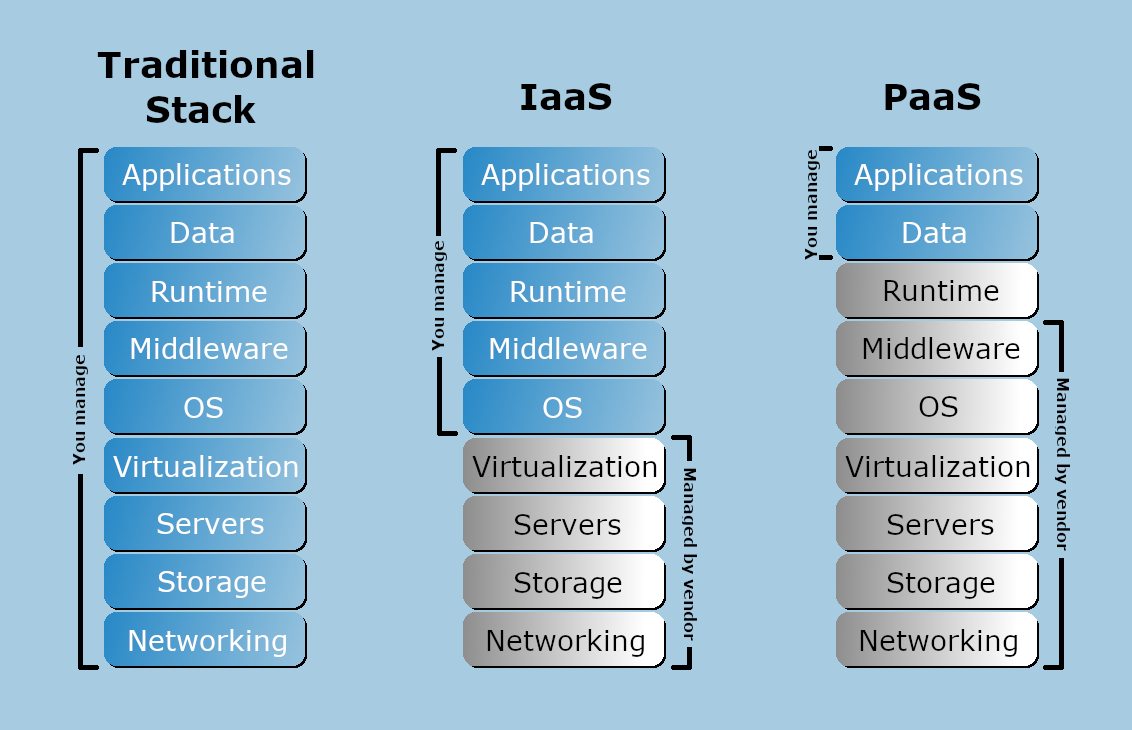 Traditional
Stack
You manage
Applications
Data
Runtime
Middleware
OS
Virtualization
Servers
Storage
Networking
IaaS
You manage
Applications
Data
Runtime
Middleware
OS
Virtualization
Servers
Storage
Networking
Managed by vendor
PaaS
You manage
Applications
Data
Runtime
Middleware
OS
Virtualization
Servers
Storage
Networking
Managed by vendor